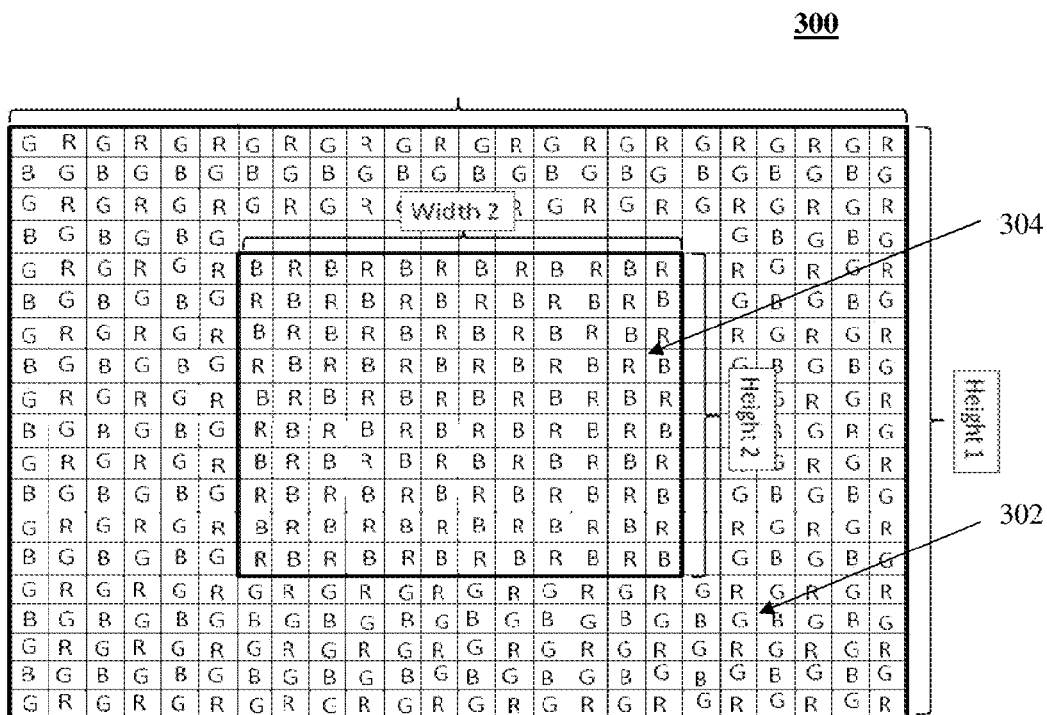 300
G R G R G R G R G R G R G R G R G R G R G R G R
B G B G B G B G B G B G B G B G B G B G B G B G
G R G R G R G R G R Width 2 R G R G R G R G R G R
B G B G B G G B G B G
304
G R G R G R B R B R B R B R B R B R R G R G R
B G B G B G R B R B R B R B R B R B G B G B G
G R G R G R B R B R B R B R B R B R R G R G R
B G B G B G R B R B R B R B R B R B G B G B G
G R G R G R B R B R B R B R B R B R G R G R
B G B G B G R B R B R B R B R B R B B G B G
Height 2
Height 1
G R G R G R B R B R B R B R B R B R G R G R
B G B G B G R B R B R B R B R B R B G B G B G
G R G R G R B R B R B R B R B R B R R G R G R
302
B G B G B G R B R B R B R B R B R B G B G B G
G R G R G R G R G R G R G R G R G R G R G R G R
B G B G B G B G B G B G B G B G B G B G B G B G
G R G R G R G R G R G R G R G R G R G R G R G R
B G B G B G B G B G B G B G B G B G B G B G B G
G R G R G R G R G R G R G R G R G R G R G R G R